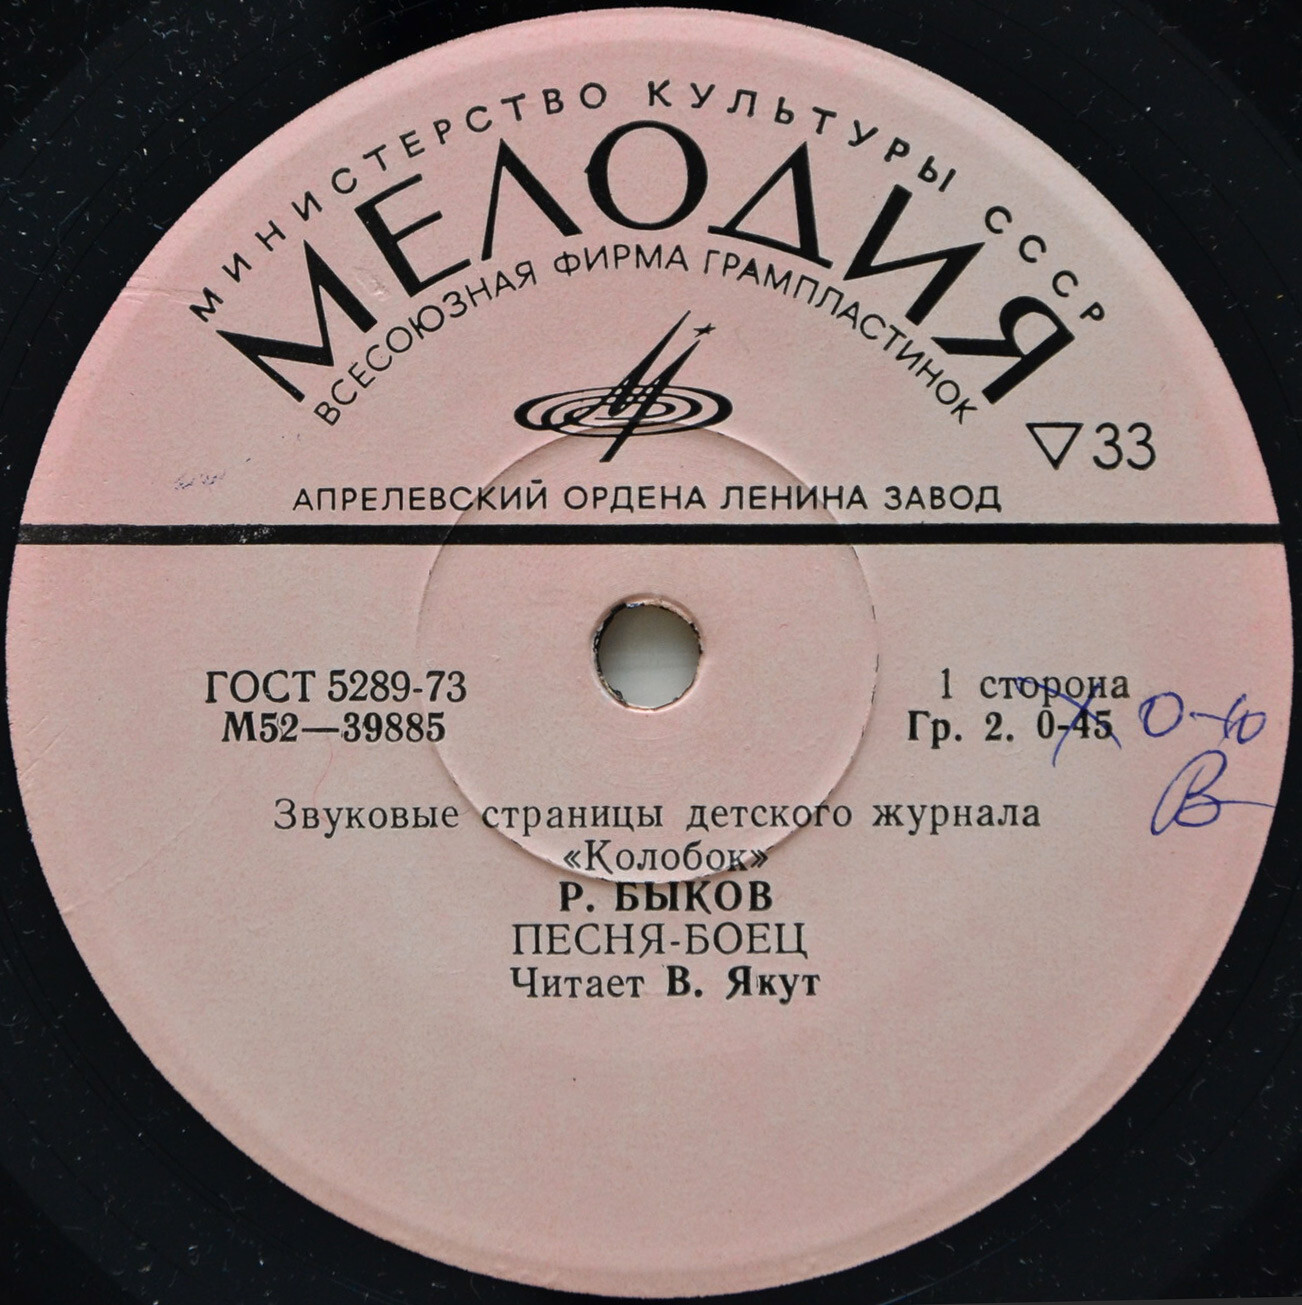 МИНИСТЕРСТВО КУЛЬТУРЫ СССР
МЕЛОДИЯ
ВСЕСОЮЗНАЯ ФИРМА ГРАМПЛАСТИНОК
33
АПРЕЛЕВСКИЙ ОРДЕНА ЛЕНИНА ЗАВОД
ГОСТ 5289-73
М52—39885
1 сторона
Гр. 2. 0-45 0-10
В
Звуковые страницы детского журнала
«Колобок»
Р. БЫКОВ
ПЕСНЯ-БОЕЦ
Читает В. Якут